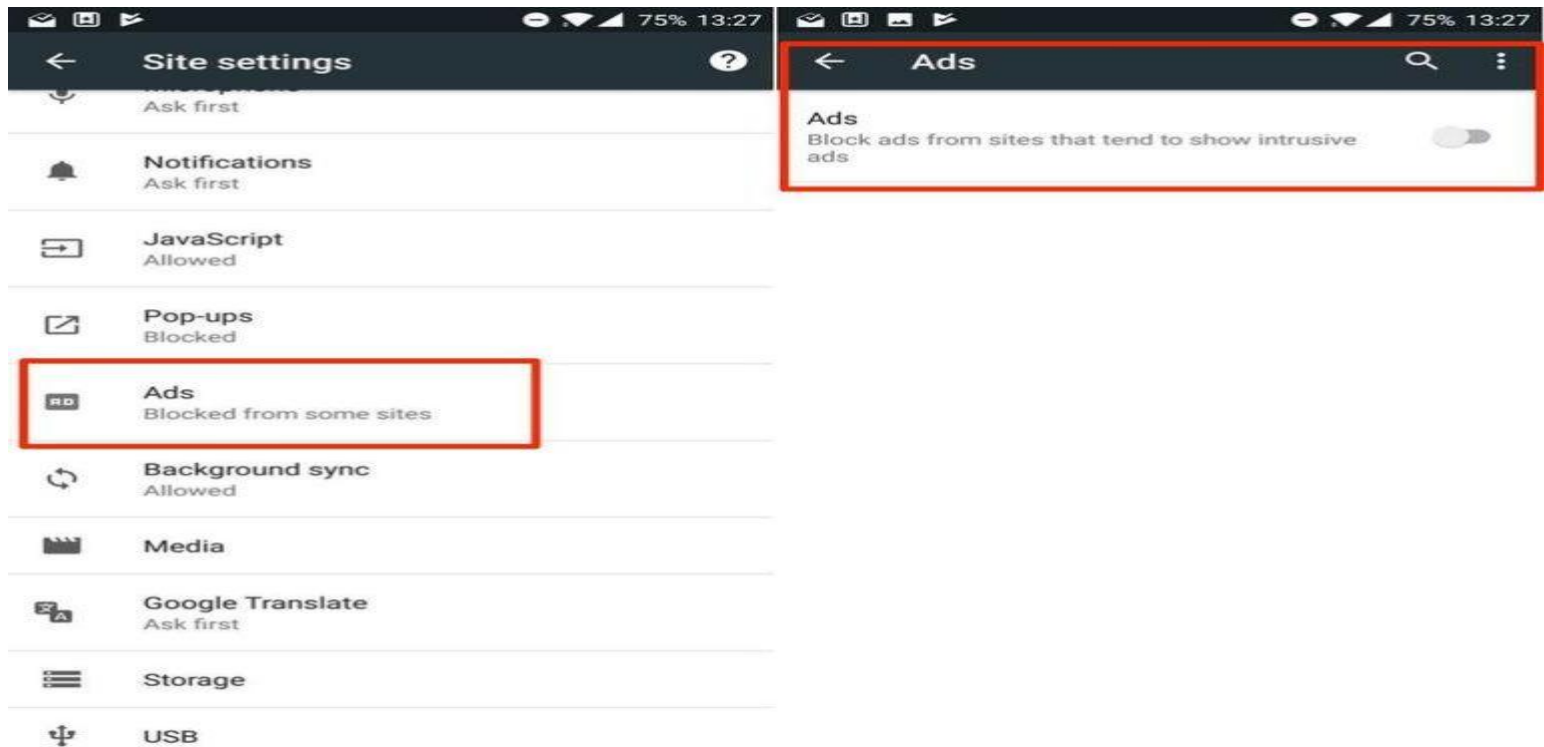 75% 13:27
Site settings
Ask first
Notifications
Ask first
JavaScript
Allowed
Pop-ups
Blocked
AD
Ads
Blocked from some sites
Background sync
Allowed
Media
Google Translate
Ask first
Storage
USB
75% 13:27
Ads
Ads
Block ads from sites that tend to show intrusive
ads